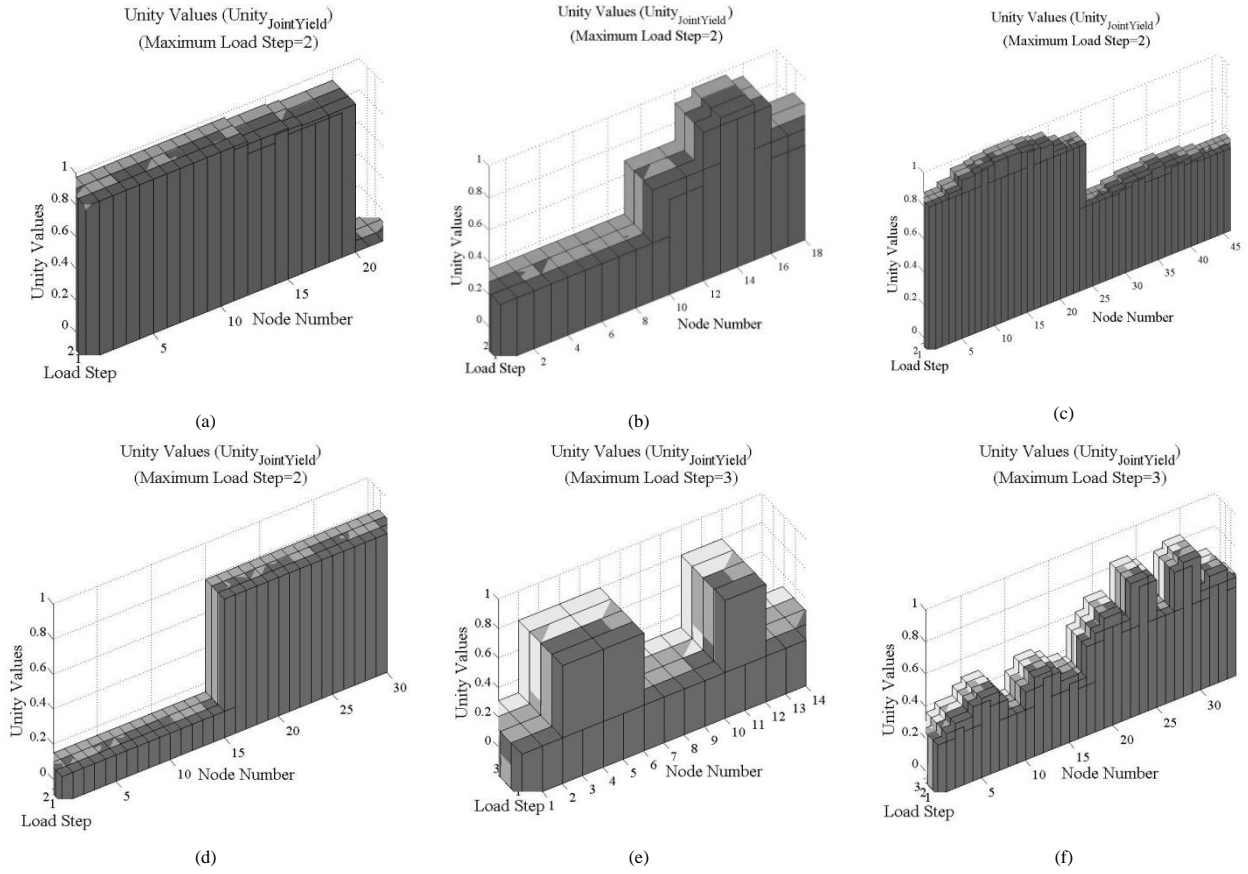 Unity Values (Unity_JointYield)
(Maximum Load Step=2)
1
0.8
0.6
0.4
0.2
0
Unity Values
2
1
Load Step
5
10
15
20
Node Number
(a)
Unity Values (Unity_JointYield)
(Maximum Load Step=2)
1
0.8
0.6
0.4
0.2
0
Unity Values
2
1
Load Step
2
4
6
8
10
12
14
16
18
Node Number
(b)
Unity Values (Unity_JointYield)
(Maximum Load Step=2)
1
0.8
0.6
0.4
0.2
0
Unity Values
2
1
Load Step
5
10
15
20
25
30
35
40
45
Node Number
(c)
Unity Values (Unity_JointYield)
(Maximum Load Step=2)
1
0.8
0.6
0.4
0.2
0
Unity Values
2
1
Load Step
5
10
15
20
25
30
Node Number
(d)
Unity Values (Unity_JointYield)
(Maximum Load Step=3)
1
0.8
0.6
0.4
0.2
0
Unity Values
3
1
Load Step
1
2
3
4
5
6
7
8
9
10
11
12
13
14
Node Number
(e)
Unity Values (Unity_JointYield)
(Maximum Load Step=3)
1
0.8
0.6
0.4
0.2
0
Unity Values
3
2
1
Load Step
5
10
15
20
25
30
Node Number
(f)